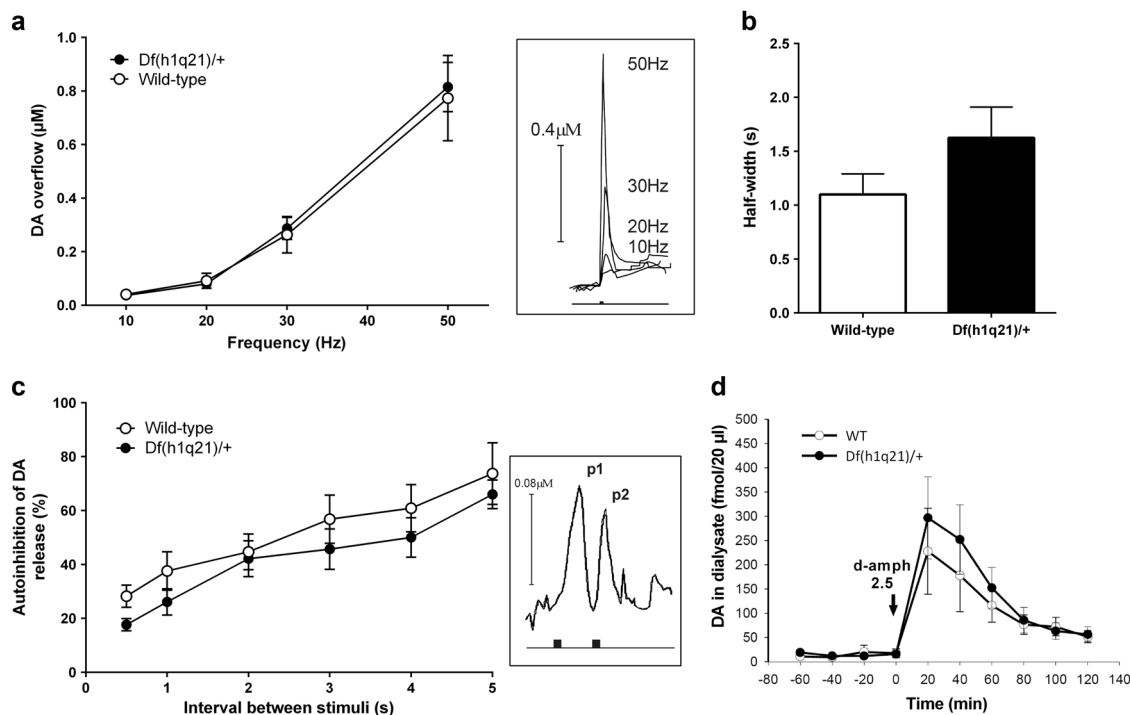 a
DA overflow (µM)
1.0
0.8
0.6
0.4
0.2
0.0
10 20 30 40 50
Frequency (Hz)
Df(h1q21)/+
Wild-type
0.4µM
50Hz
30Hz
20Hz
10Hz
b
Half-width (s)
2.5
2.0
1.5
1.0
0.5
0.0
Wild-type Df(h1q21)/+
c
Autoinhibition of DA
release (%)
100
80
60
40
20
0
0 1 2 3 4 5
Interval between stimuli (s)
Wild-type
Df(h1q21)/+
0.08µM
p1
p2
d
DA in dialysate (fmol/20 µl)
500
450
400
350
300
250
200
150
100
50
0
-80 -60 -40 -20 0 20 40 60 80 100 120 140
Time (min)
WT
Df(h1q21)/+
d-amph
2.5